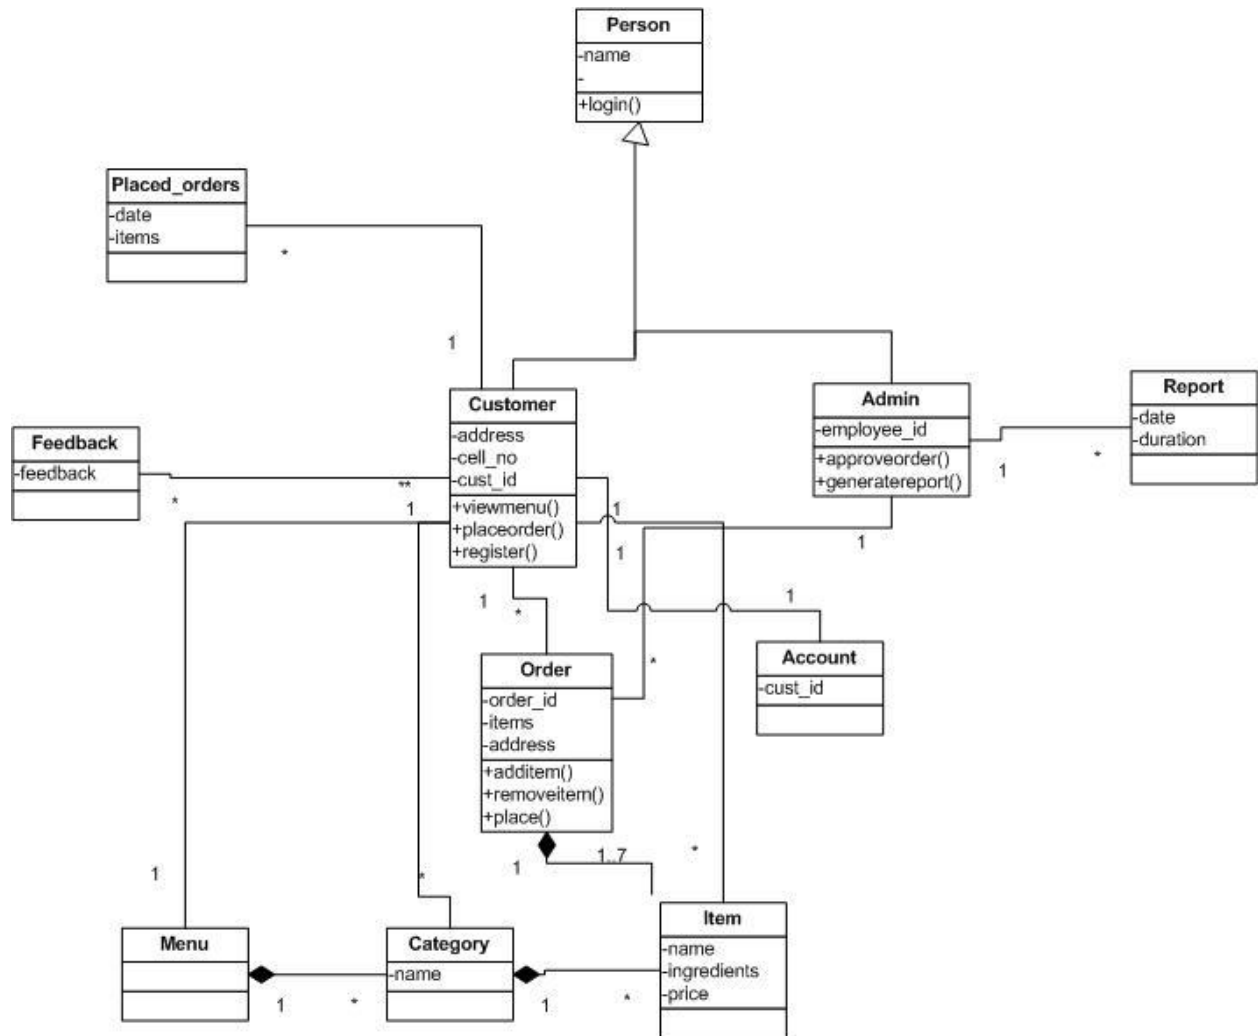 Person
-name
-
+login()
Placed_orders
-date
-items
*
1
Customer
-address
-cell_no
-cust_id
+viewmenu()
+placeorder()
+register()
Admin
-employee_id
+approveorder()
+generatereport()
Report
-date
-duration
1
*
Feedback
-feedback
*
**
1
1
1
1
1
*
1
Order
-order_id
-items
-address
+additem()
+removeitem()
+place()
*
Account
-cust_id
1
1..7
*
1
*
Menu
Category
-name
Item
-name
-ingredients
-price
1
*
1
*